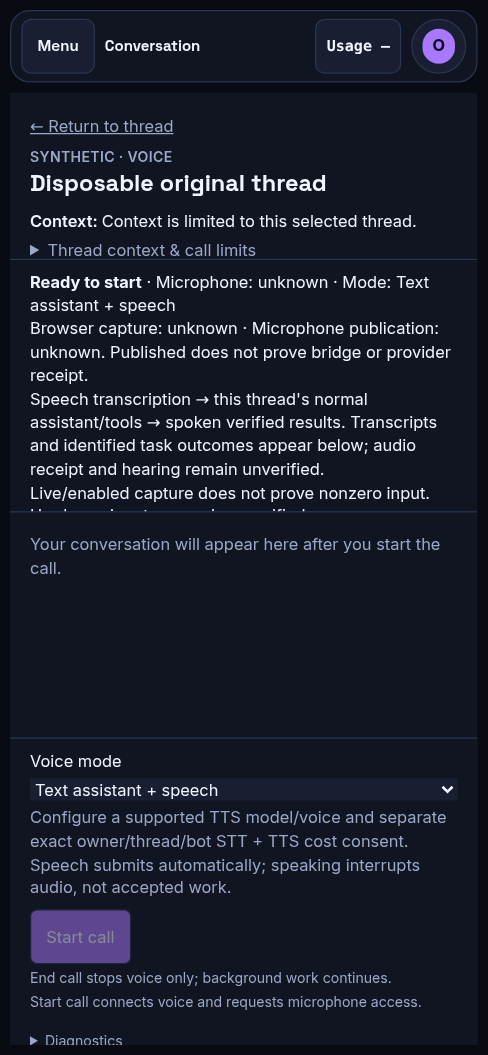 Menu Conversation Usage — O
← Return to thread
SYNTHETIC · VOICE
Disposable original thread
Context: Context is limited to this selected thread.
▶ Thread context & call limits
Ready to start · Microphone: unknown · Mode: Text
assistant + speech
Browser capture: unknown · Microphone publication:
unknown. Published does not prove bridge or provider
receipt.
Speech transcription → this thread's normal
assistant/tools → spoken verified results. Transcripts
and identified task outcomes appear below; audio
receipt and hearing remain unverified.
Live/enabled capture does not prove nonzero input.
Your conversation will appear here after you start the
call.
Voice mode
Text assistant + speech
Configure a supported TTS model/voice and separate
exact owner/thread/bot STT + TTS cost consent.
Speech submits automatically; speaking interrupts
audio, not accepted work.
Start call
End call stops voice only; background work continues.
Start call connects voice and requests microphone access.
▶ Diagnostics